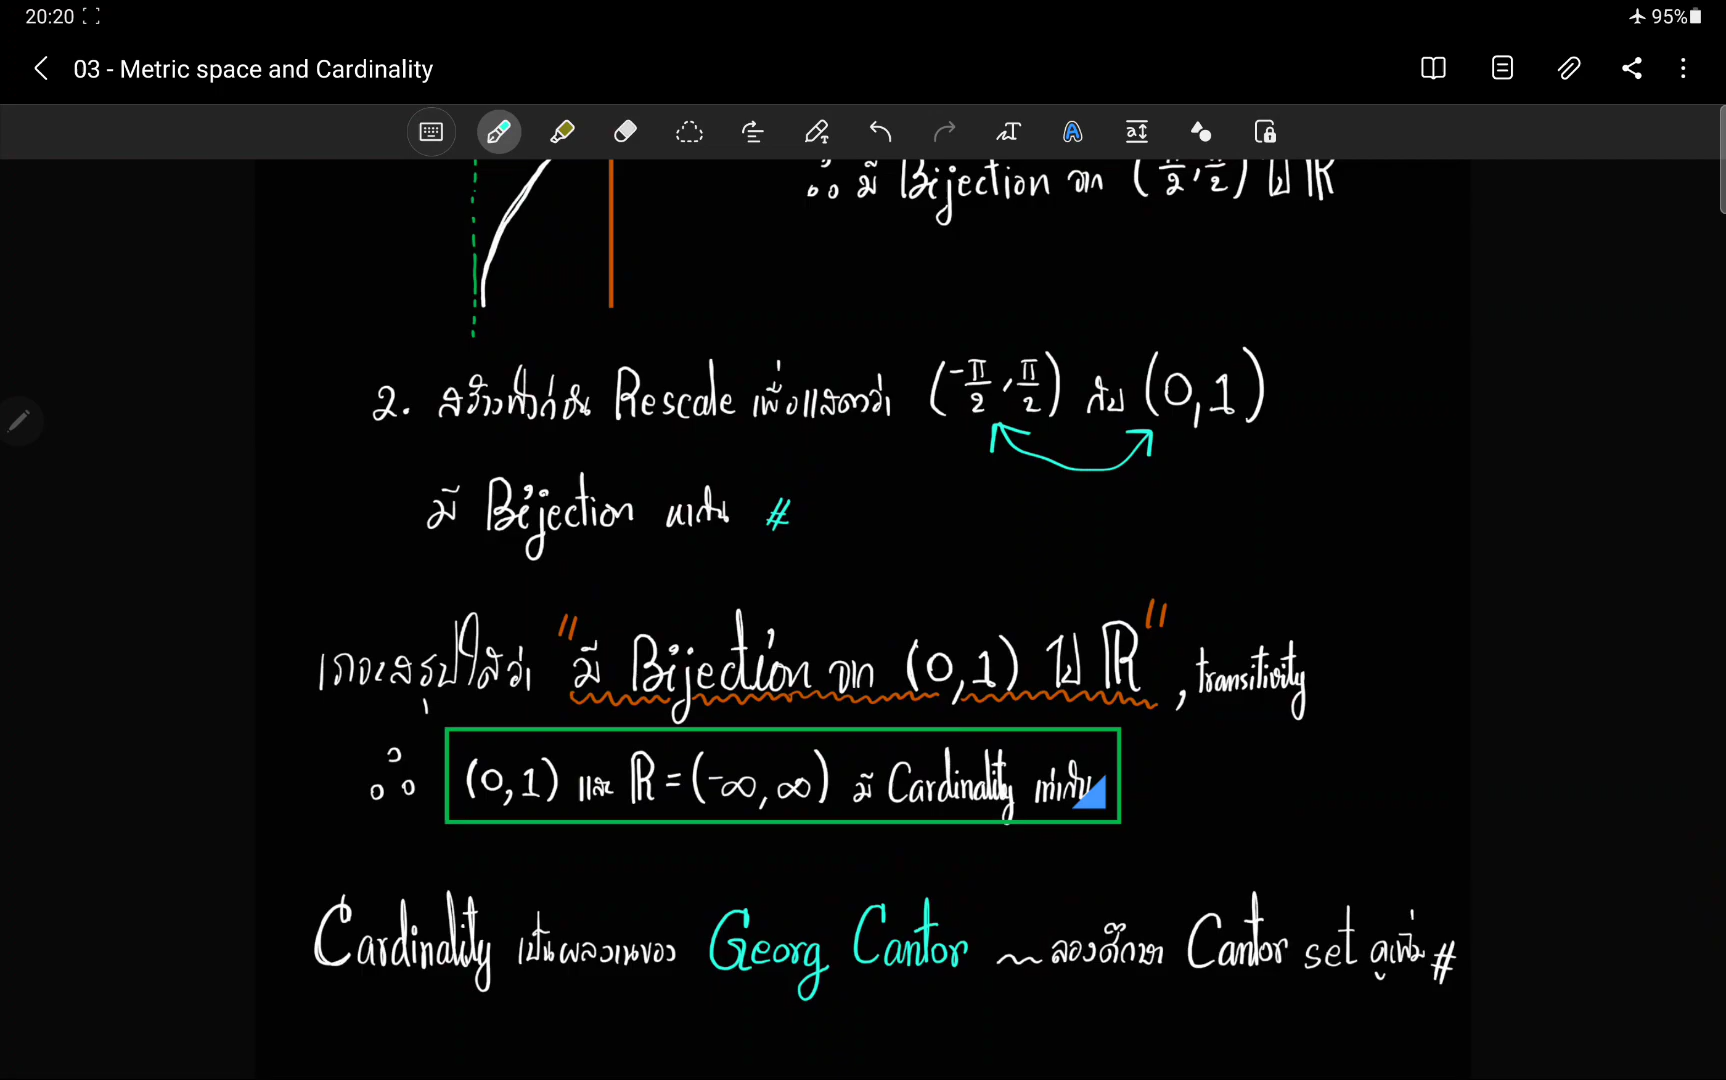 20:20
95%
03 - Metric space and Cardinality
∴ มี Bijection จาก (π/2, π/2) ไป ℝ
2. สร้างฟังก์ชัน Rescale เพื่อแสดงว่า (-π/2, π/2) กับ (0,1)
มี Bijection แก่กัน #
เราจะสรุปได้ว่า "มี Bijection จาก (0,1) ไป ℝ", transitivity
∴ (0,1) และ ℝ = (-∞, ∞) มี Cardinality เท่ากัน
Cardinality เป็นผลงานของ Georg Cantor ~ ลองศึกษา Cantor set ดูเพิ่ม #